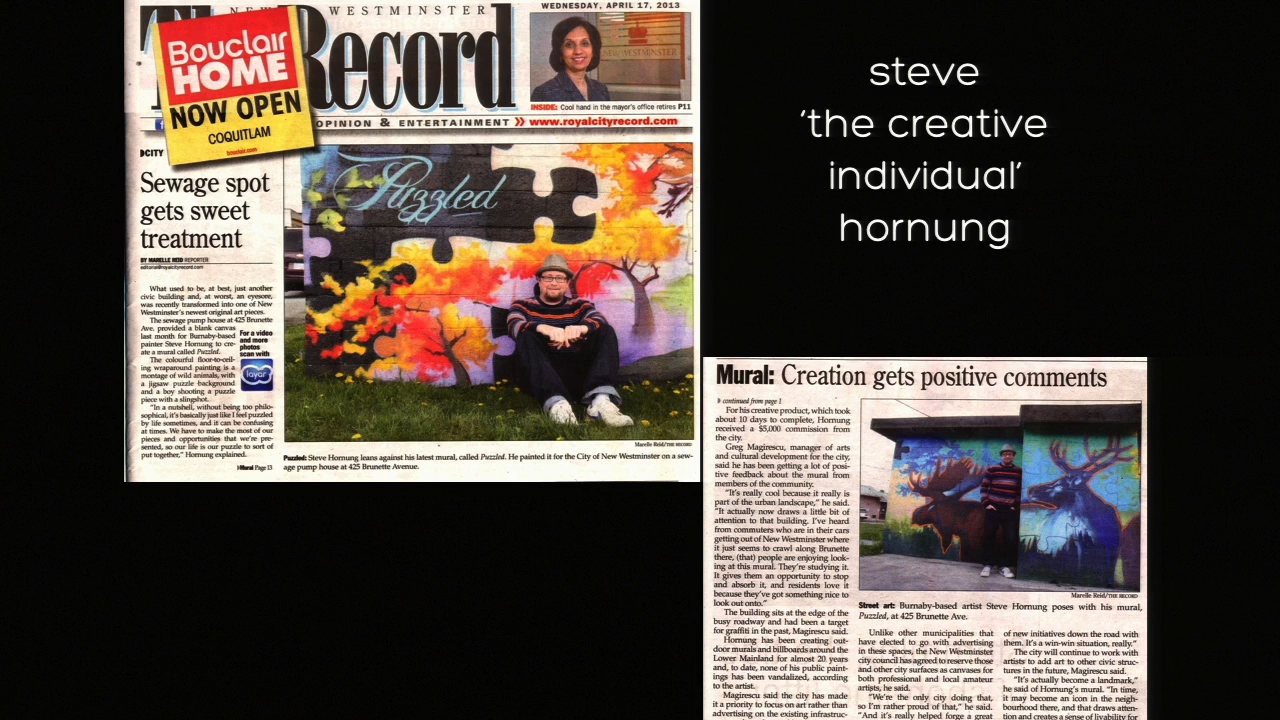 NEW WESTMINSTER
Record
WEDNESDAY, APRIL 17, 2013
Bouclair
HOME
NOW OPEN
COQUITLAM
bouclair.com
INSIDE: Cool hand in the mayor's office retires P11
OPINION & ENTERTAINMENT » www.royalcityrecord.com
CITY
Sewage spot
gets sweet
treatment
BY MARELLE REID REPORTER
editorial@royalcityrecord.com
What used to be, at best, just another
civic building and, at worst, an eyesore,
was recently transformed into one of New
Westminster's newest original art pieces.
The sewage pump house at 425 Brunette
Ave. provided a blank canvas
last month for Burnaby-based
painter Steve Hornung to cre-
ate a mural called Puzzled.
The colourful floor-to-ceil-
ing wraparound painting is a
montage of wild animals, with
a jigsaw puzzle background
and a boy shooting a puzzle
piece with a slingshot.
"In a nutshell, without being too philo-
sophical, it's basically just like I feel puzzled
by life sometimes, and it can be confusing
at times. We have to make the most of our
pieces and opportunities that we're pre-
sented, so our life is our puzzle to sort of
put together," Hornung explained.
Mural Page 13
For a video
and more
photos
scan with
layar
Puzzled
Marelle Reid/THE RECORD
Puzzled: Steve Hornung leans against his latest mural, called Puzzled. He painted it for the City of New Westminster on a sew-
age pump house at 425 Brunette Avenue.
steve
'the creative
individual'
hornung
Mural: Creation gets positive comments
continued from page 1
For his creative product, which took
about 10 days to complete, Hornung
received a $5,000 commission from
the city.
Greg Magirescu, manager of arts
and cultural development for the city,
said he has been getting a lot of posi-
tive feedback about the mural from
members of the community.
"It's really cool because it really is
part of the urban landscape," he said.
"It actually now draws a little bit of
attention to that building. I've heard
from commuters who are in their cars
getting out of New Westminster where
it just seems to crawl along Brunette
there, (that) people are enjoying look-
ing at this mural. They're studying it.
It gives them an opportunity to stop
and absorb it, and residents love it
because they've got something nice to
look out onto."
The building sits at the edge of the
busy roadway and had been a target
for graffiti in the past, Magirescu said.
Hornung has been creating out-
door murals and billboards around the
Lower Mainland for almost 20 years
and, to date, none of his public paint-
ings has been vandalized, according
to the artist.
Magirescu said the city has made
it a priority to focus on art rather than
advertising on the existing infrastruc-
Marelle Reid/THE RECORD
Street art: Burnaby-based artist Steve Hornung poses with his mural,
Puzzled, at 425 Brunette Ave.
Unlike other municipalities that
have elected to go with advertising
in these spaces, the New Westminster
city council has agreed to reserve those
and other city surfaces as canvases for
both professional and local amateur
artists, he said.
"We're the only city doing that,
so I'm rather proud of that," he said.
"And it's really helped forge a great
of new initiatives down the road with
them. It's a win-win situation, really."
The city will continue to work with
artists to add art to other civic struc-
tures in the future, Magirescu said.
"It's actually become a landmark,"
he said of Hornung's mural. "In time,
it may become an icon in the neigh-
bourhood there, and that draws atten-
tion and creates a sense of livability for